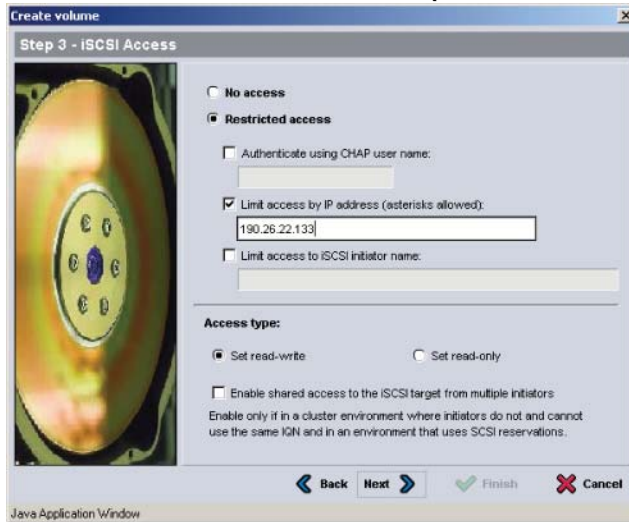 Create volume
Step 3 - iSCSI Access
No access
Restricted access
Authenticate using CHAP user name:
Limit access by IP address (asterisks allowed):
190.26.22.133
Limit access to iSCSI initiator name:
Access type:
Set read-write
Set read-only
Enable shared access to the iSCSI target from multiple initiators
Enable only if in a cluster environment where initiators do not and cannot
use the same IQN and in an environment that uses SCSI reservations.
Back
Next
Finish
Cancel
Java Application Window